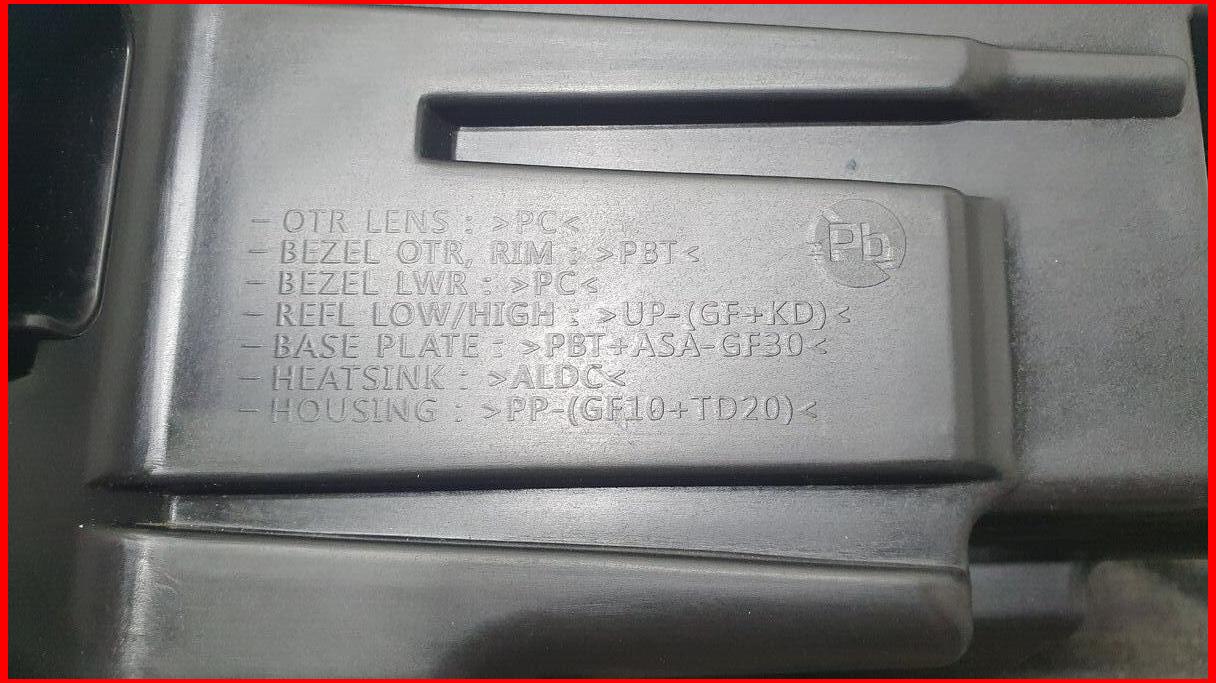 - OTR LENS : >PC<
- BEZEL OTR, RIM : >PBT<
- BEZEL LWR : >PC<
- REFL LOW/HIGH : >UP-(GF+KD)<
- BASE PLATE : >PBT+ASA-GF30<
- HEATSINK : >ALDC<
- HOUSING : >PP-(GF10+TD20)<
Pb